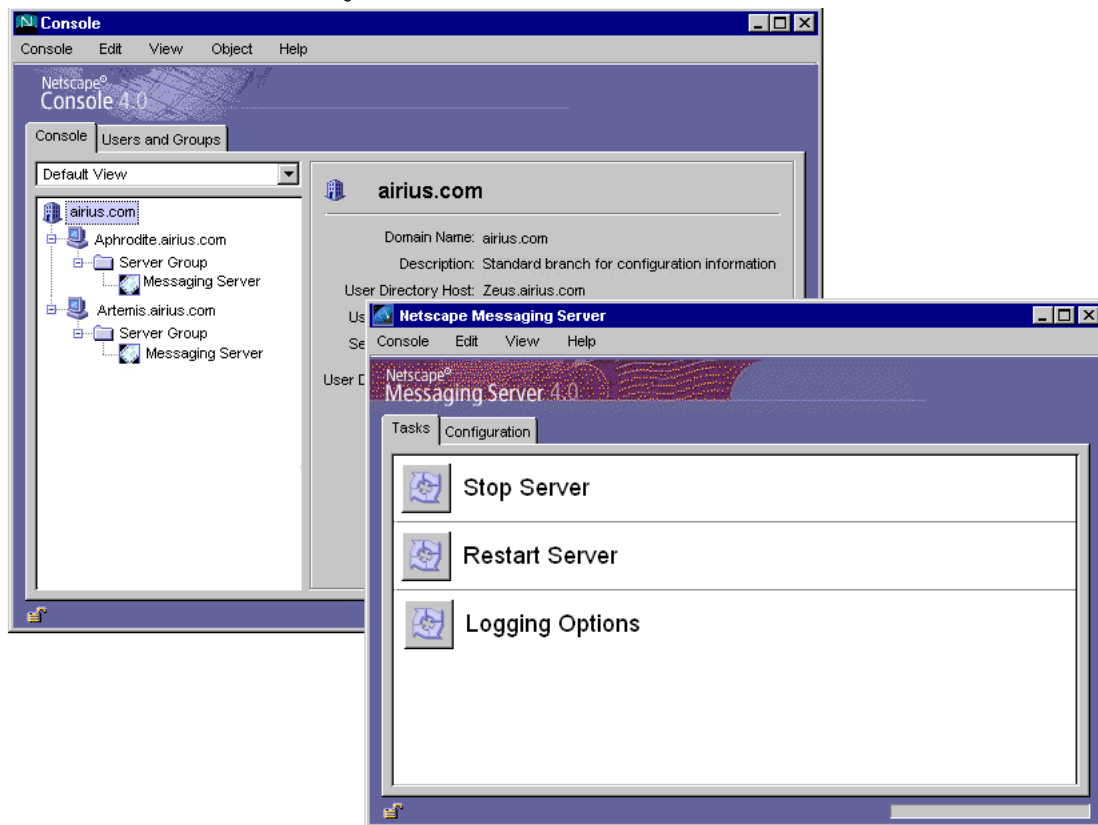 Console
Console Edit View Object Help
Netscape®
Console 4.0
Console Users and Groups
Default View
airius.com
Aphrodite.airius.com
Server Group
Messaging Server
Artemis.airius.com
Server Group
Messaging Server
airius.com
Domain Name: airius.com
Description: Standard branch for configuration information
User Directory Host: Zeus.airius.com
Us
Se
User D
Netscape Messaging Server
Console Edit View Help
Netscape®
Messaging Server 4.0
Tasks Configuration
Stop Server
Restart Server
Logging Options